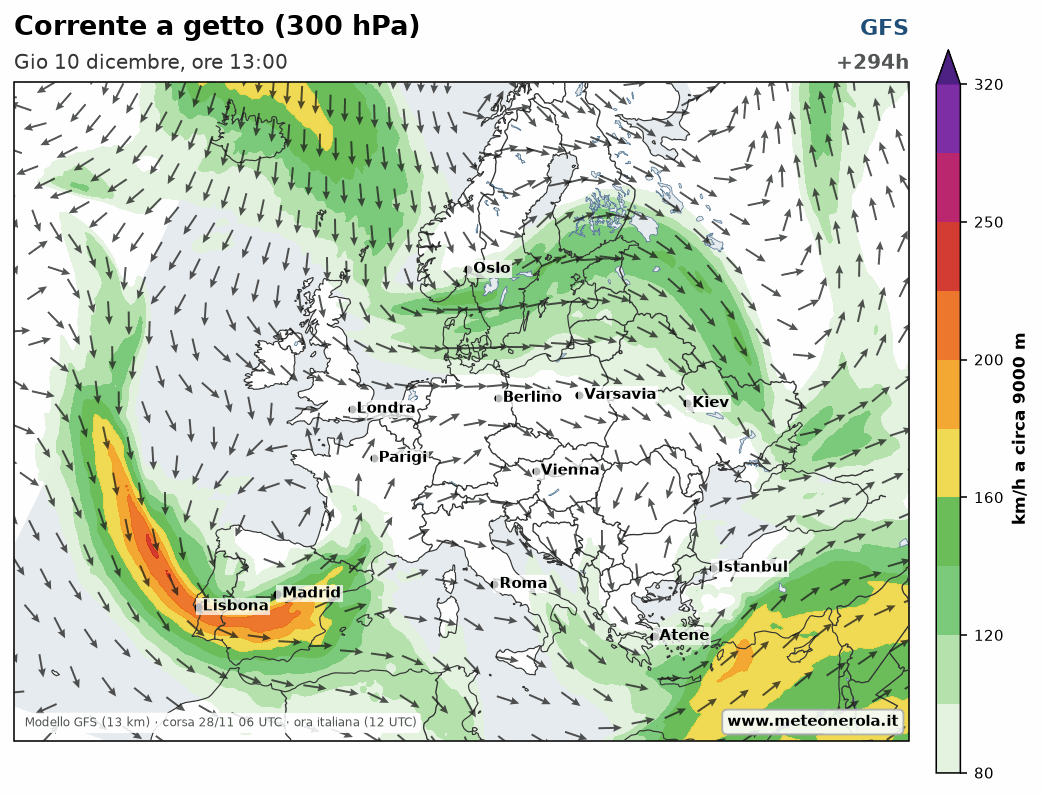 Corrente a getto (300 hPa)
GFS
Gio 10 dicembre, ore 13:00
+294h
320
250
200
160
120
80
km/h a circa 9000 m
Oslo
Londra
Berlino
Varsavia
Kiev
Parigi
Vienna
Istanbul
Roma
Madrid
Lisbona
Atene
Modello GFS (13 km) · corsa 28/11 06 UTC · ora italiana (12 UTC)
www.meteonerola.it